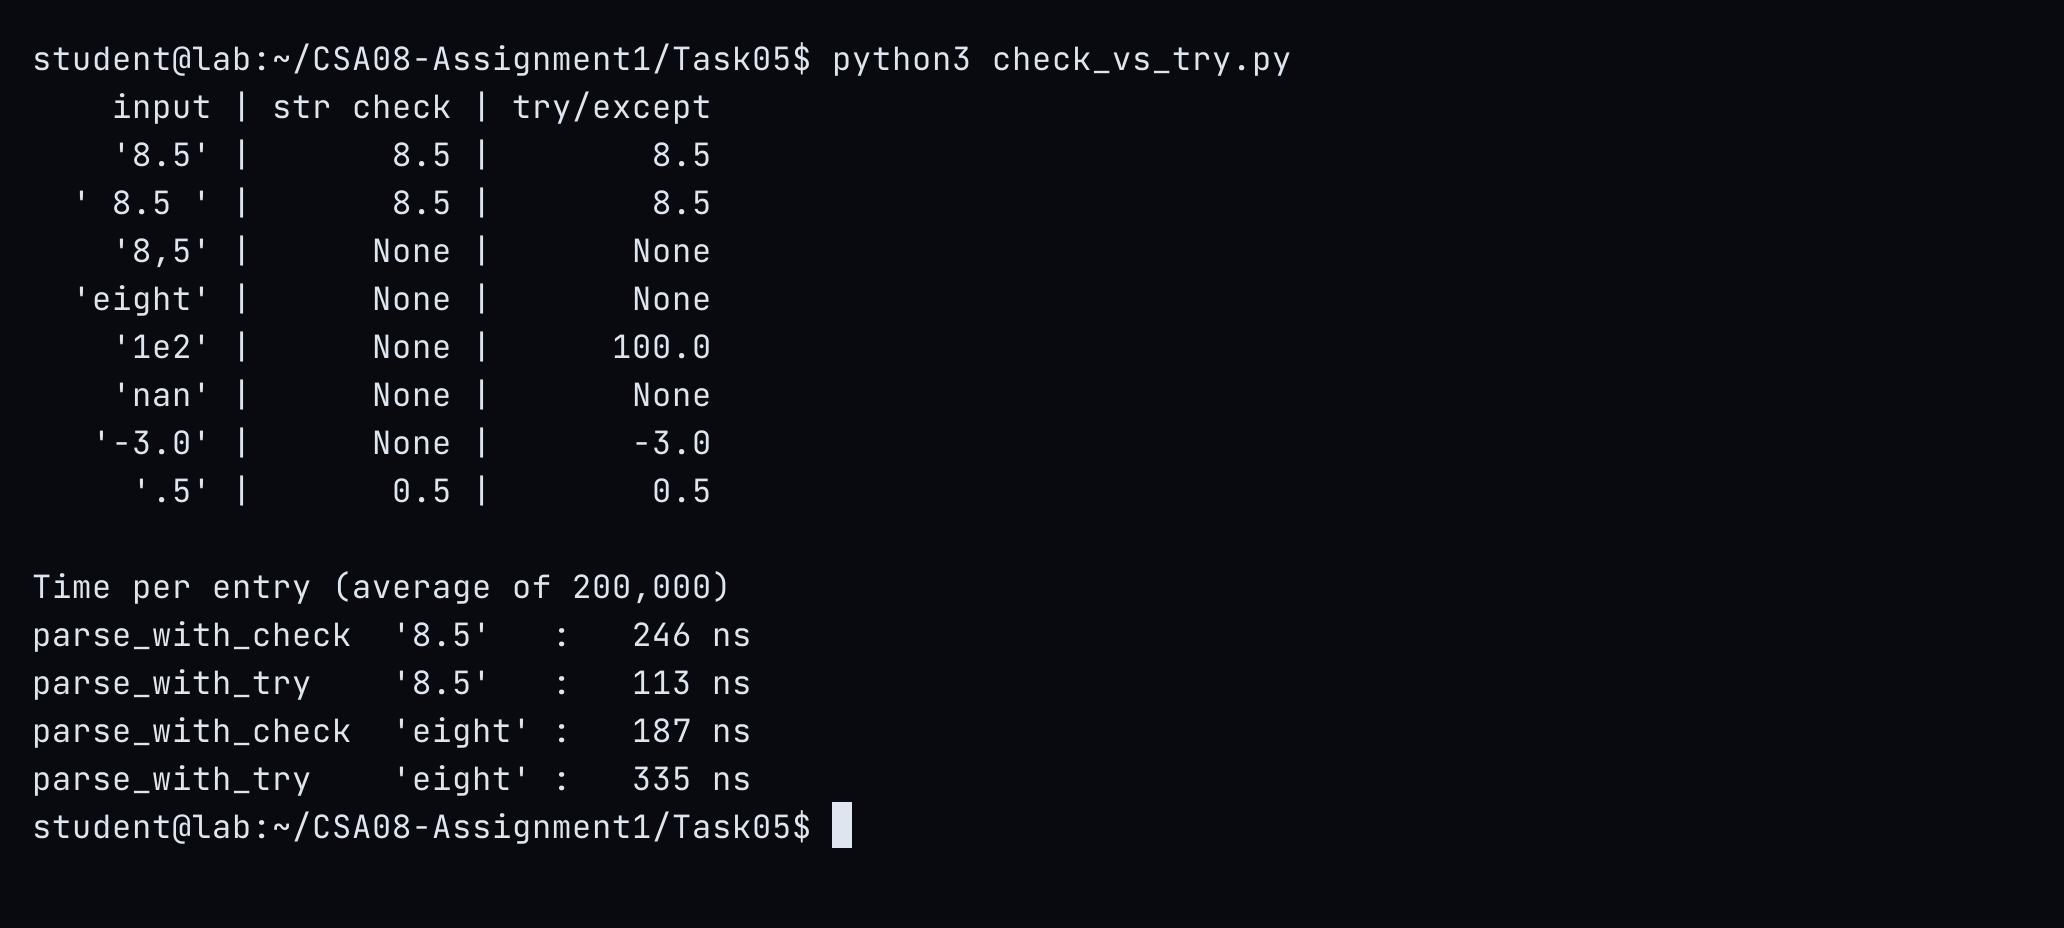 student@lab:~/CSA08-Assignment1/Task05$ python3 check_vs_try.py
    input | str check | try/except
    '8.5' |       8.5 |        8.5
  ' 8.5 ' |       8.5 |        8.5
    '8,5' |      None |       None
  'eight' |      None |       None
    '1e2' |      None |      100.0
    'nan' |      None |       None
   '-3.0' |      None |       -3.0
     '.5' |       0.5 |        0.5

Time per entry (average of 200,000)
parse_with_check  '8.5'   :   246 ns
parse_with_try    '8.5'   :   113 ns
parse_with_check  'eight' :   187 ns
parse_with_try    'eight' :   335 ns
student@lab:~/CSA08-Assignment1/Task05$